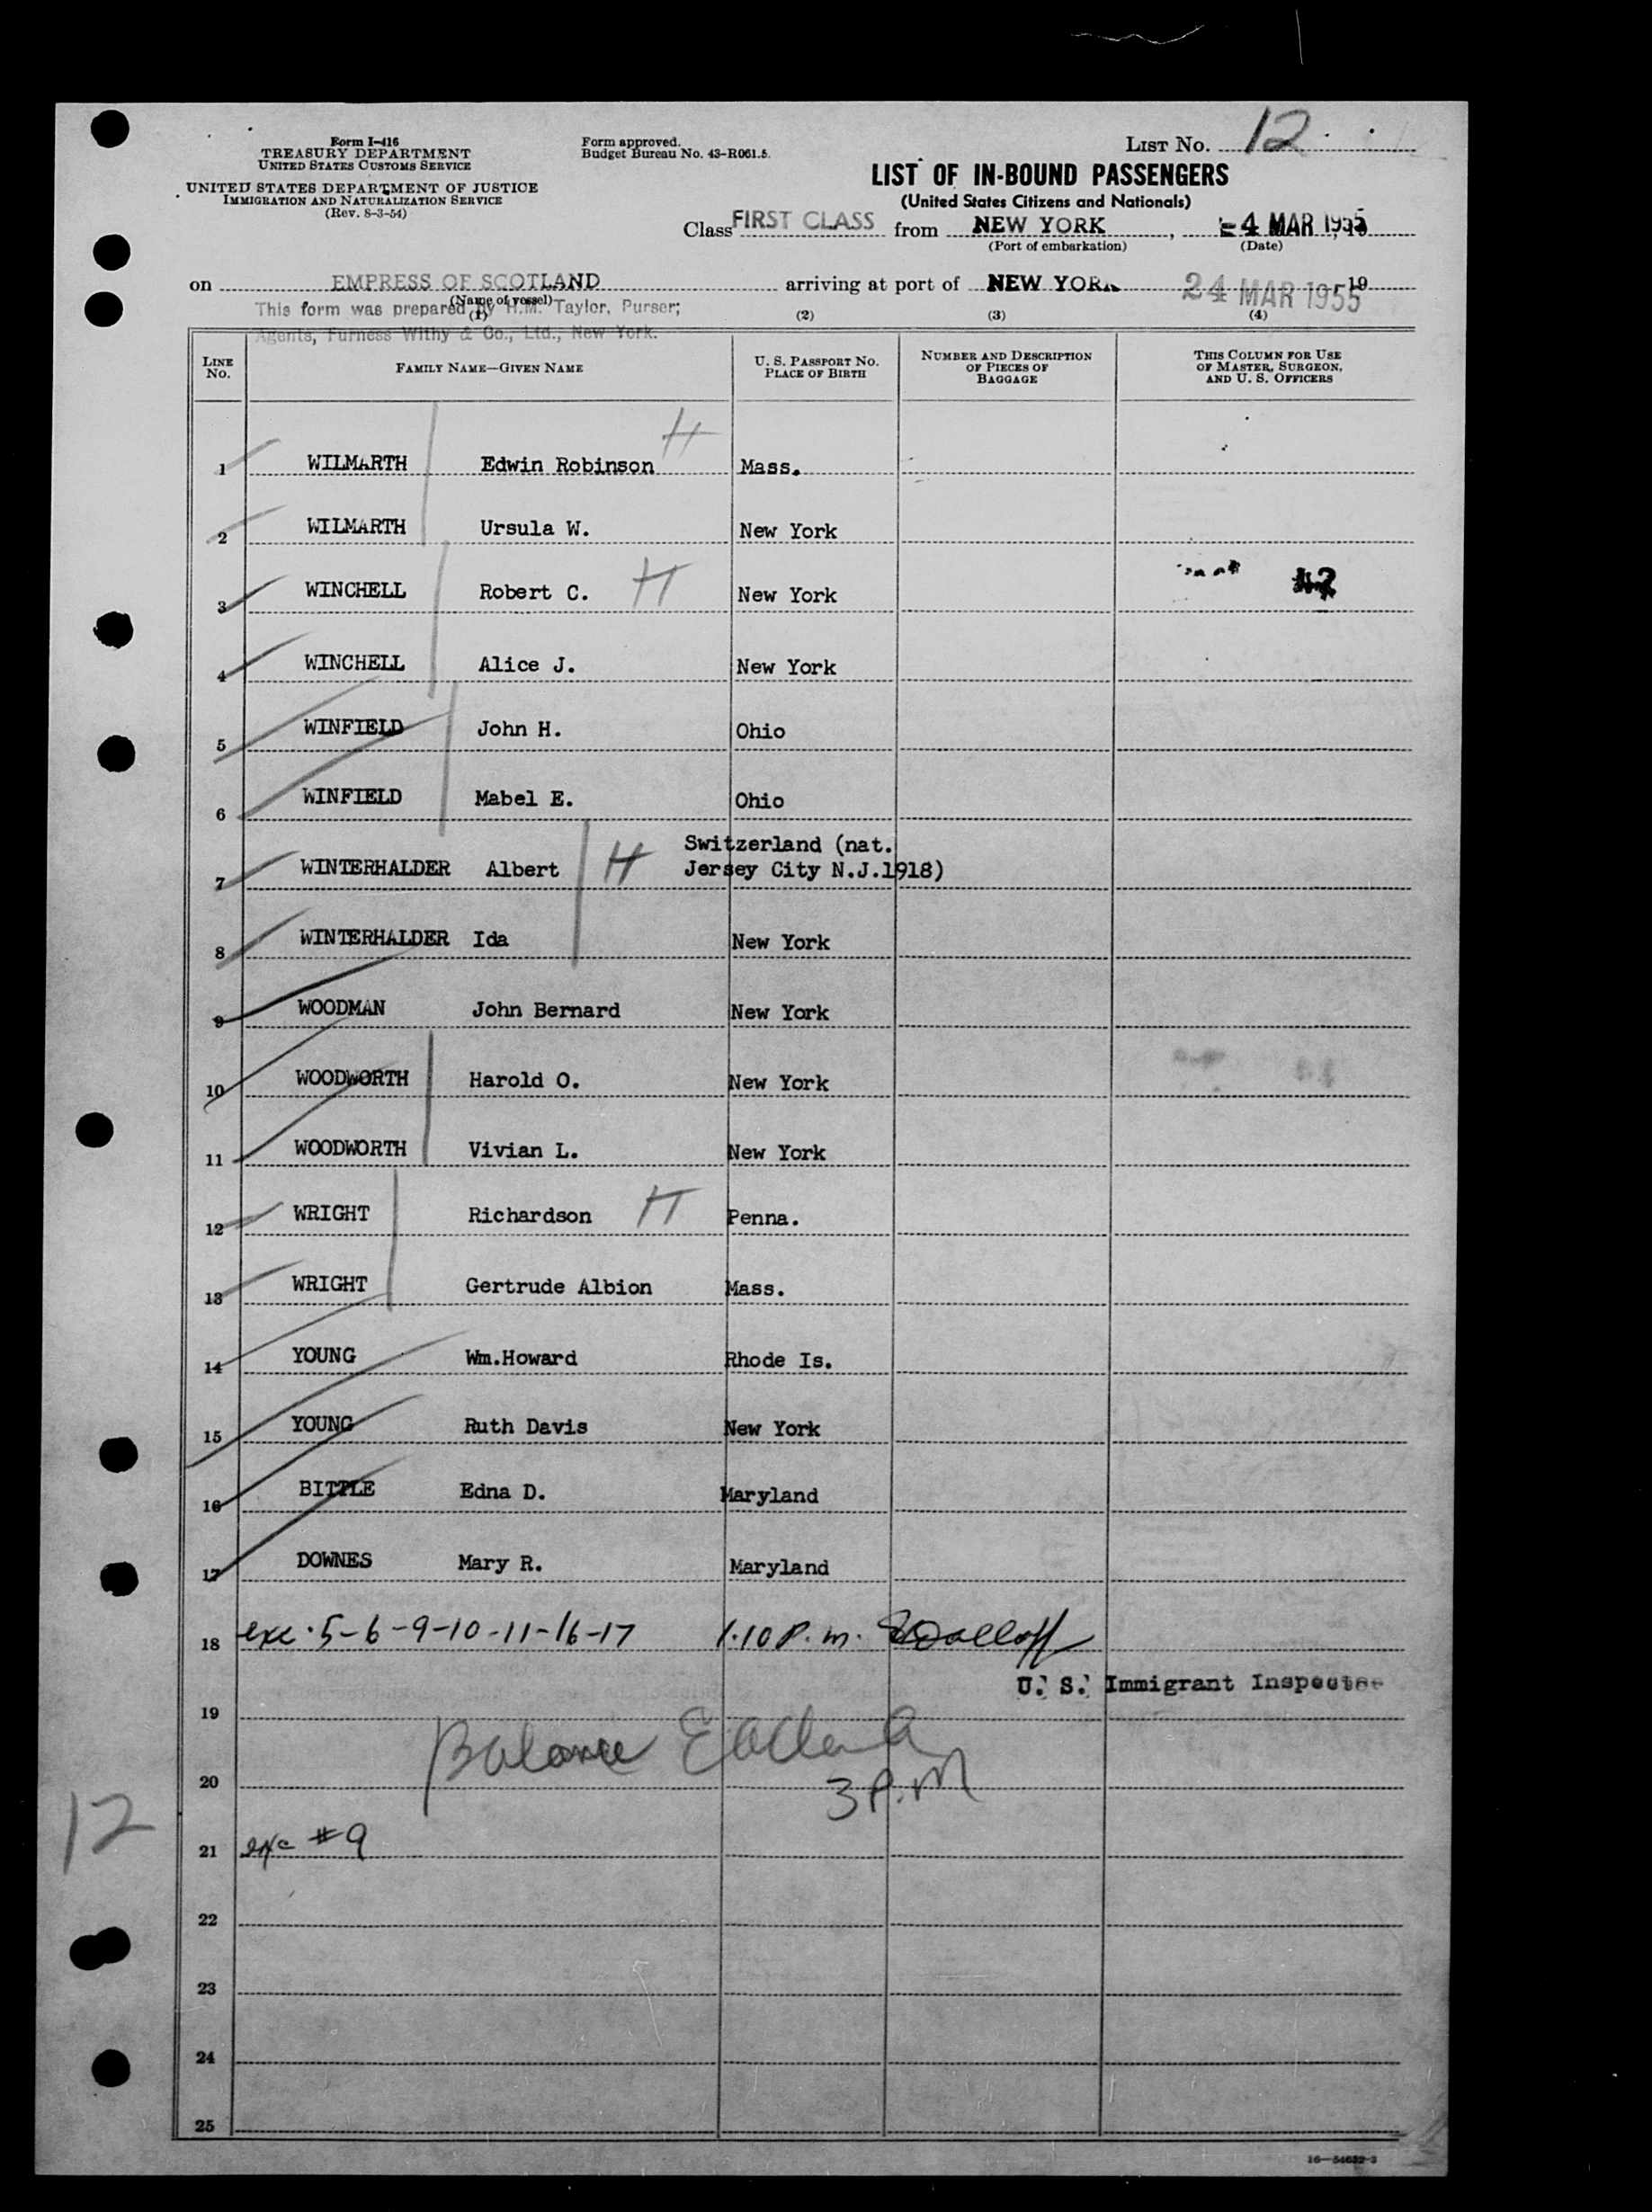 Form I-416
TREASURY DEPARTMENT
UNITED STATES CUSTOMS SERVICE
UNITED STATES DEPARTMENT OF JUSTICE
IMMIGRATION AND NATURALIZATION SERVICE
(Rev. 8-3-54)
Form approved.
Budget Bureau No. 43-R061.5.
LIST NO. 12
LIST OF IN-BOUND PASSENGERS
(United States Citizens and Nationals)
Class FIRST CLASS from NEW YORK, 4 MAR 1955
(Port of embarkation) (Date)
on EMPRESS OF SCOTLAND arriving at port of NEW YORK 24 MAR 1955 19
(Name of vessel)
This form was prepared by H.M. Taylor, Purser;
Agents, Furness Withy & Co., Ltd., New York.
(1) (2) (3) (4)
LINE NO. FAMILY NAME—GIVEN NAME U. S. PASSPORT NO. PLACE OF BIRTH NUMBER AND DESCRIPTION OF PIECES OF BAGGAGE THIS COLUMN FOR USE OF MASTER, SURGEON, AND U. S. OFFICERS
1 WILMARTH Edwin Robinson H Mass.
2 WILMARTH Ursula W. New York
3 WINCHELL Robert C. H New York
4 WINCHELL Alice J. New York
5 WINFIELD John H. Ohio
6 WINFIELD Mabel E. Ohio
7 WINTERHALDER Albert H Switzerland (nat. Jersey City N.J.1918)
8 WINTERHALDER Ida New York
9 WOODMAN John Bernard New York
10 WOODWORTH Harold O. New York
11 WOODWORTH Vivian L. New York
12 WRIGHT Richardson H Penna.
13 WRIGHT Gertrude Albion Mass.
14 YOUNG Wm.Howard Rhode Is.
15 YOUNG Ruth Davis New York
16 BITTLE Edna D. Maryland
17 DOWNES Mary R. Maryland
18 exc. 5-6-9-10-11-16-17 1.10 P.m.
U. S. Immigrant Inspector
19
Balance
20 3 P.M
12
21 exc #9
22
23
24
25
16-54632-3